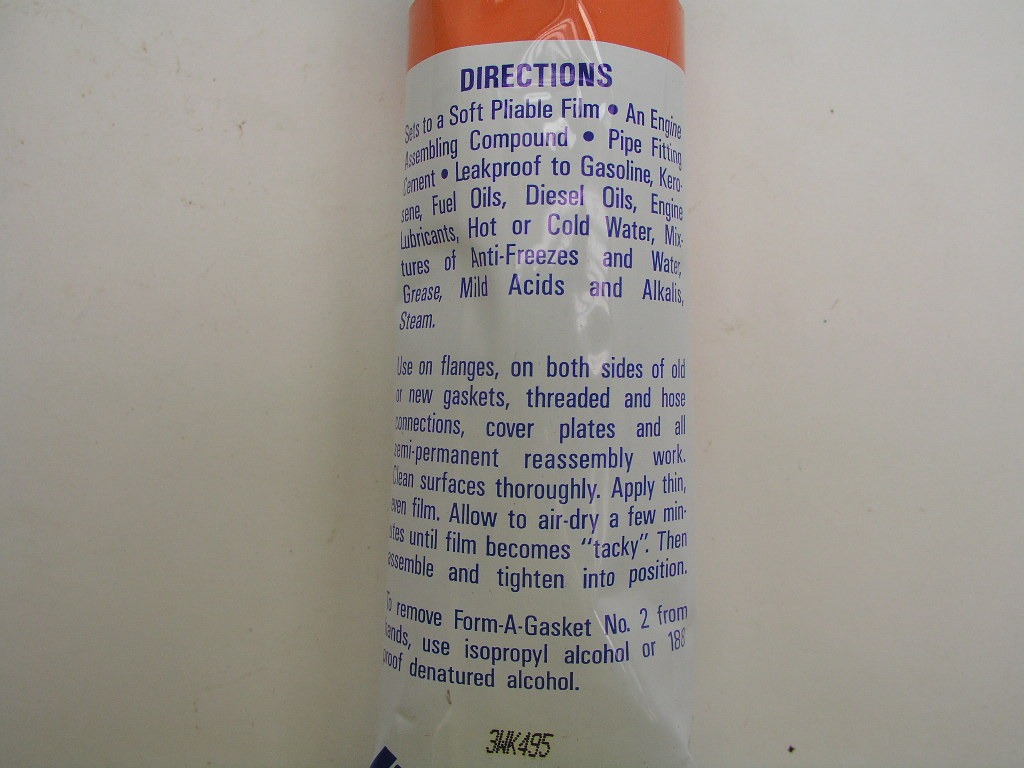 DIRECTIONS
Sets to a Soft Pliable Film • An Engine
Assembling Compound • Pipe Fitting
Cement • Leakproof to Gasoline, Kero-
sene, Fuel Oils, Diesel Oils, Engine
Lubricants, Hot or Cold Water, Mix-
tures of Anti-Freezes and Water,
Grease, Mild Acids and Alkalis,
Steam.
Use on flanges, on both sides of old
or new gaskets, threaded and hose
connections, cover plates and all
semi-permanent reassembly work.
Clean surfaces thoroughly. Apply thin,
even film. Allow to air-dry a few min-
utes until film becomes "tacky". Then
assemble and tighten into position.
To remove Form-A-Gasket No. 2 from
hands, use isopropyl alcohol or 188
proof denatured alcohol.
3WK495